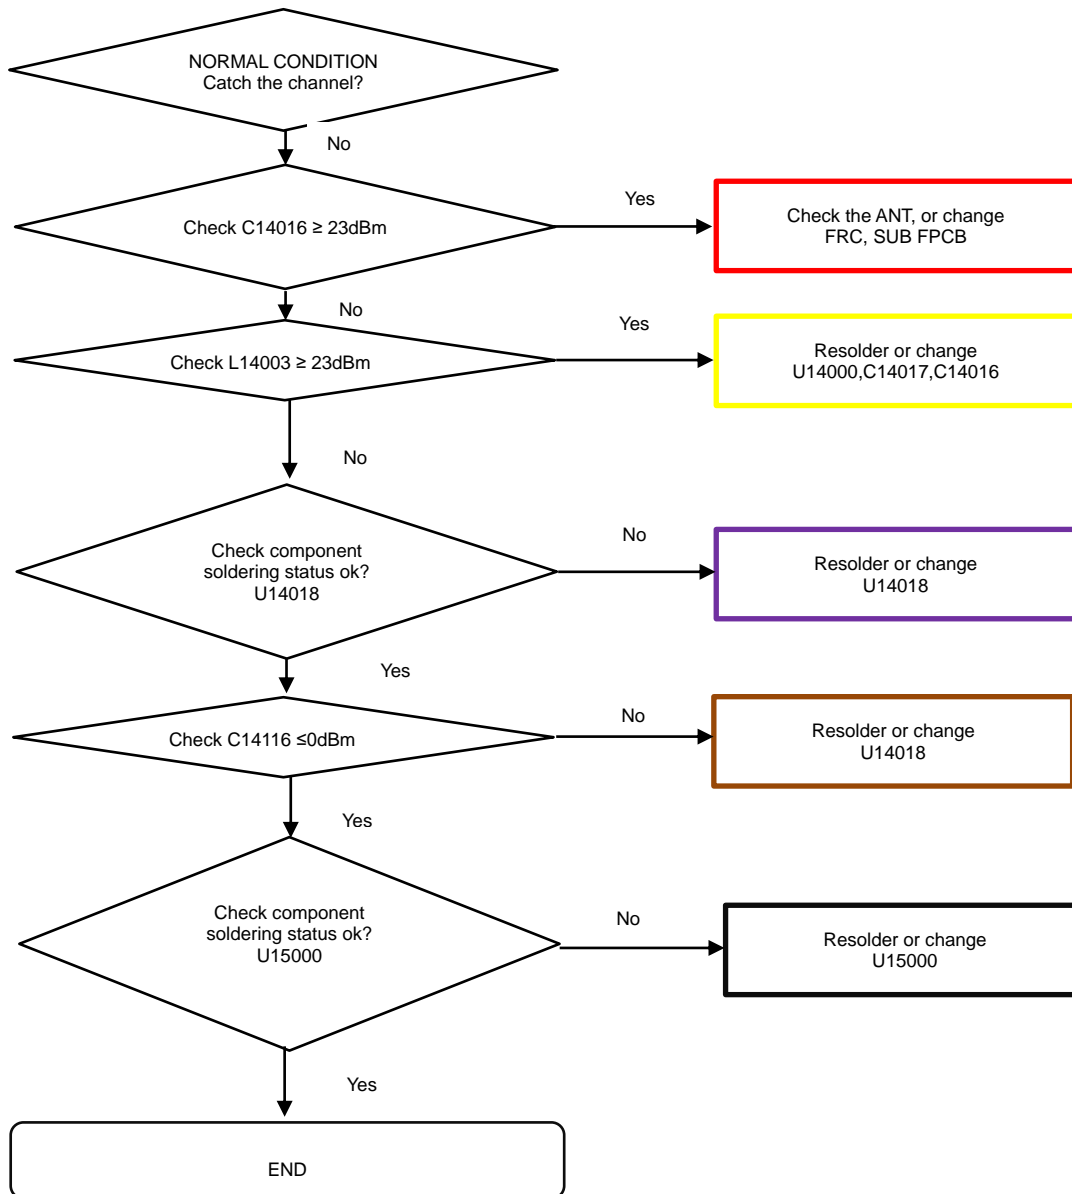 NORMAL CONDITION
Catch the channel?
No
Check C14016 ≥ 23dBm
Yes
Check the ANT, or change
FRC, SUB FPCB
No
Check L14003 ≥ 23dBm
Yes
Resolder or change
U14000,C14017,C14016
No
Check component
soldering status ok?
U14018
No
Resolder or change
U14018
Yes
Check C14116 ≤0dBm
No
Resolder or change
U14018
Yes
Check component
soldering status ok?
U15000
No
Resolder or change
U15000
Yes
END